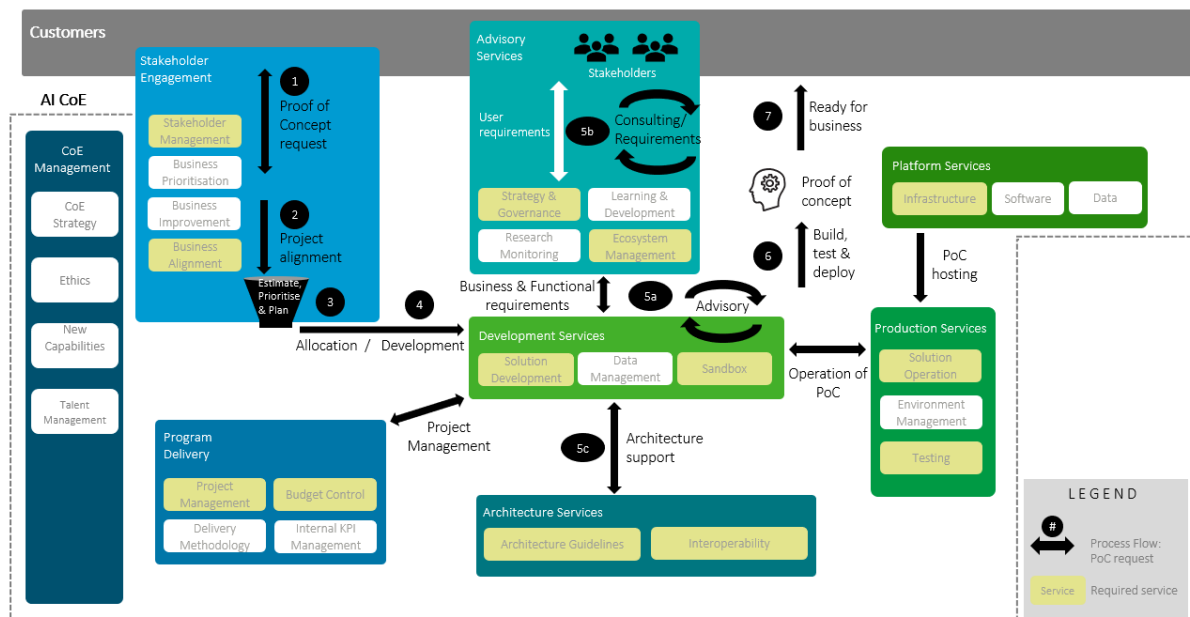 Customers
AI CoE
CoE
Management
CoE
Strategy
Ethics
New
Capabilities
Talent
Management
Stakeholder
Engagement
1
Proof of
Concept
request
Stakeholder
Management
Business
Prioritisation
Business
Improvement
Business
Alignment
2
Project
alignment
Estimate,
Prioritise
& Plan
3
4
Allocation / Development
Advisory
Services
Stakeholders
User
requirements
5b
Consulting/
Requirements
Strategy &
Governance
Learning &
Development
Research
Monitoring
Ecosystem
Management
Business & Functional
requirements
5a
Advisory
7
Ready for
business
Proof of
concept
6
Build,
test &
deploy
Platform Services
Infrastructure
Software
Data
PoC
hosting
Development Services
Solution
Development
Data
Management
Sandbox
Operation of
PoC
Production Services
Solution
Operation
Environment
Management
Testing
Project
Management
Program
Delivery
Project
Management
Budget Control
Delivery
Methodology
Internal KPI
Management
5c
Architecture
support
Architecture Services
Architecture Guidelines
Interoperability
LEGEND
#
Process Flow:
PoC request
Service
Required service